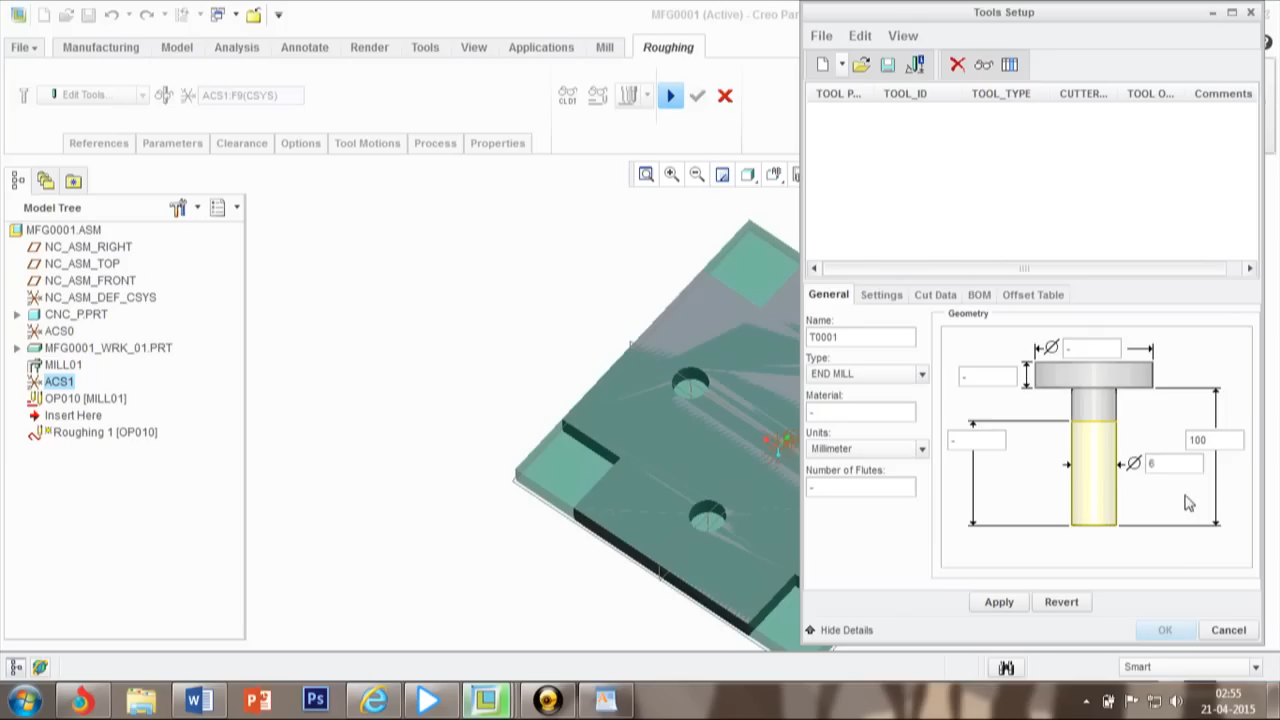 MFG0001 (Active) - Creo Par
Tools Setup
File
Manufacturing
Model
Analysis
Annotate
Render
Tools
View
Applications
Mill
Roughing
File Edit View
Edit Tools...
ACS1:F9(CSYS)
CLDT
TOOL P... TOOL_ID TOOL_TYPE CUTTER... TOOL O... Comments
References
Parameters
Clearance
Options
Tool Motions
Process
Properties
Model Tree
MFG0001.ASM
NC_ASM_RIGHT
NC_ASM_TOP
NC_ASM_FRONT
NC_ASM_DEF_CSYS
CNC_P.PRT
ACS0
MFG0001_WRK_01.PRT
MILL01
ACS1
OP010 [MILL01]
Insert Here
Roughing 1 [OP010]
General
Settings
Cut Data
BOM
Offset Table
Name:
T0001
Type:
END MILL
Material:
-
Units:
Millimeter
Number of Flutes:
-
Geometry
Ø -
-
-
100
Ø 6
Apply
Revert
Hide Details
OK
Cancel
Smart
02:55
21-04-2015